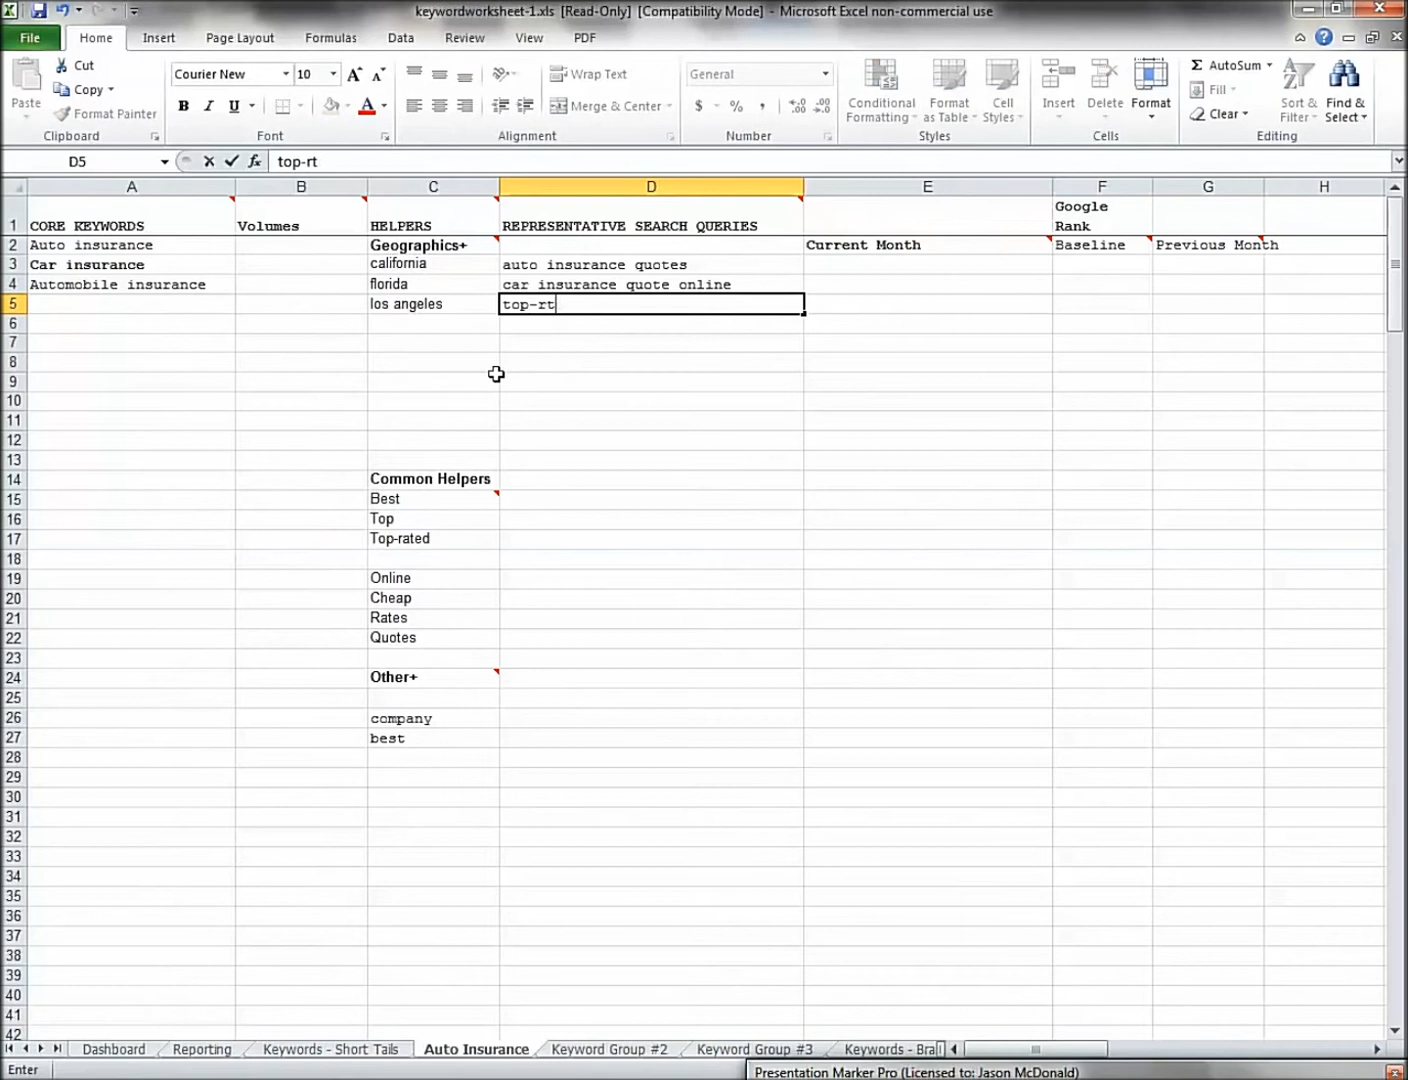 keywordworksheet-1.xls [Read-Only] [Compatibility Mode] - Microsoft Excel non-commercial use
File Home Insert Page Layout Formulas Data Review View PDF
Paste
Cut
Copy
Format Painter
Clipboard
Courier New 10
B I U A
Font
Wrap Text
Merge & Center
Alignment
General
$ % ,
Number
Conditional Formatting
Format as Table
Cell Styles
Styles
Insert Delete Format
Cells
Σ AutoSum
Fill
Clear
Sort & Filter
Find & Select
Editing
D5 fx top-rt
A B C D E F G H
1 CORE KEYWORDS Volumes HELPERS REPRESENTATIVE SEARCH QUERIES Google Rank
2 Auto insurance Geographics+ Current Month Baseline Previous Month
3 Car insurance california auto insurance quotes
4 Automobile insurance florida car insurance quote online
5 los angeles top-rt
6
7
8
9
10
11
12
13
14 Common Helpers
15 Best
16 Top
17 Top-rated
18
19 Online
20 Cheap
21 Rates
22 Quotes
23
24 Other+
25
26 company
27 best
28
29
30
31
32
33
34
35
36
37
38
39
40
41
42
Dashboard Reporting Keywords - Short Tails Auto Insurance Keyword Group #2 Keyword Group #3 Keywords - Bra
Enter
Presentation Marker Pro (Licensed to: Jason McDonald)